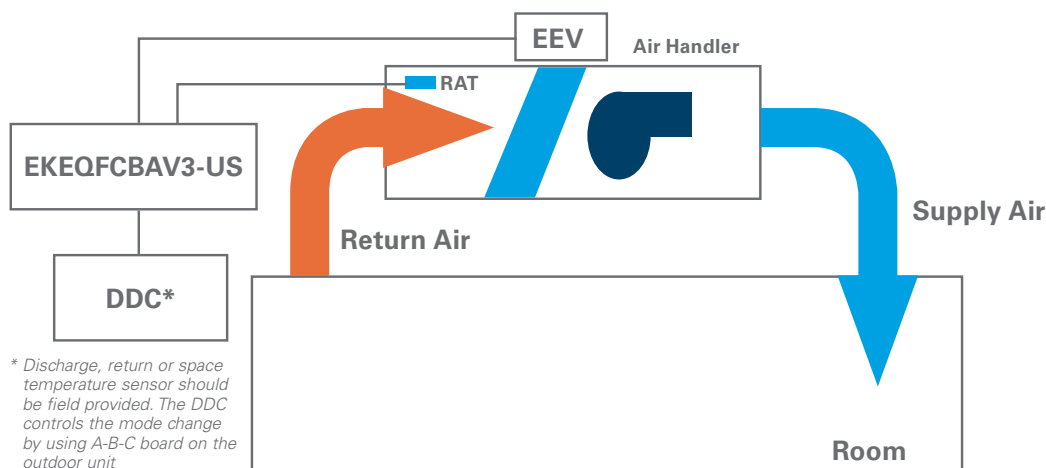 EEV
Air Handler
RAT
EKEQFCBAV3-US
Return Air
Supply Air
DDC*
* Discharge, return or space
temperature sensor should
be field provided. The DDC
controls the mode change
by using A-B-C board on the
outdoor unit
Room